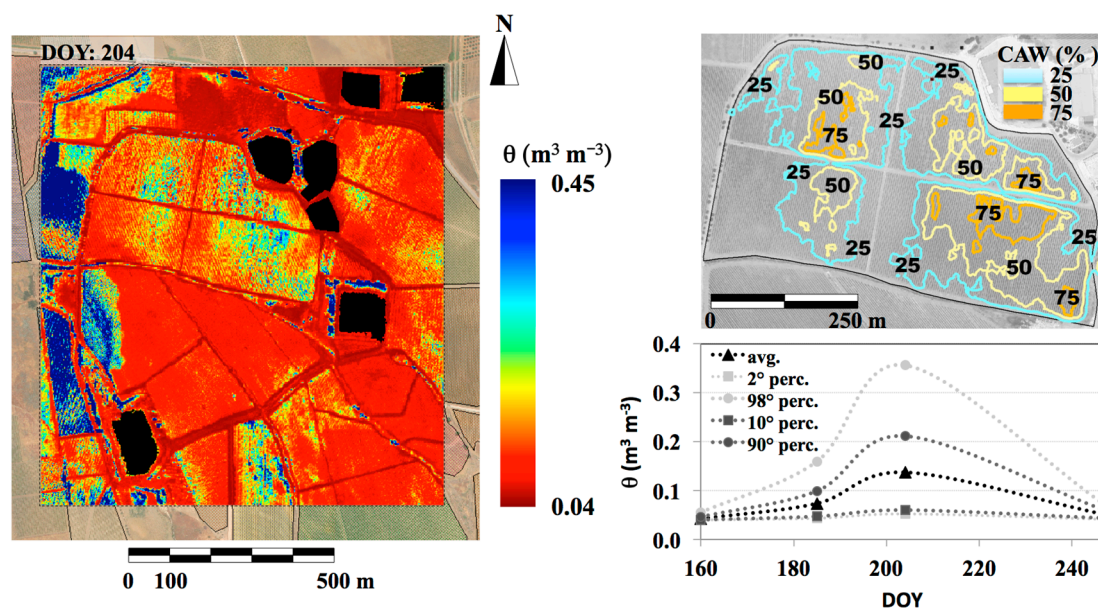 DOY: 204
N
θ (m³ m⁻³)
0.45
0.04
0 100 500 m
CAW (% )
25
50
75
25
50
25
50
25
75
50
25
75
50
75
25
25
25
50
75
0 250 m
0.4
0.3
0.2
0.1
0.0
θ (m³ m⁻³)
avg.
2° perc.
98° perc.
10° perc.
90° perc.
160 180 200 220 240
DOY